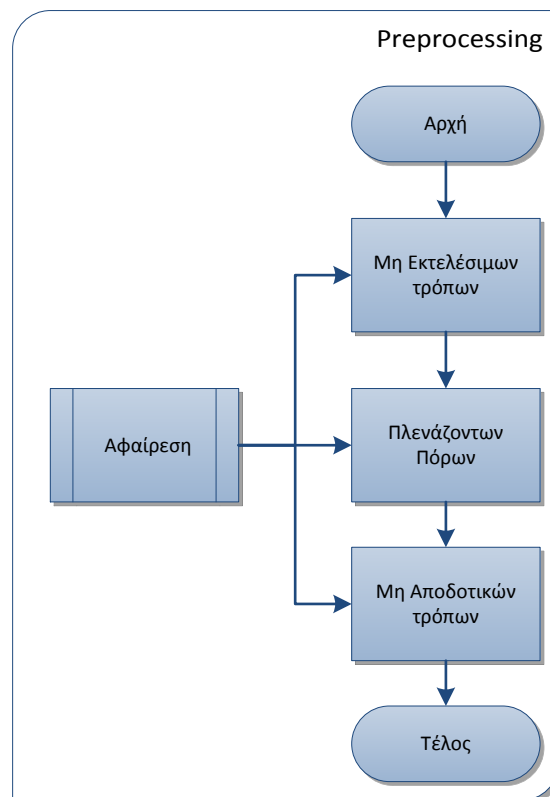 Preprocessing
Αρχή
Μη Εκτελέσιμων
τρόπων
Αφαίρεση
Πλενάζοντων
Πόρων
Μη Αποδοτικών
τρόπων
Τέλος